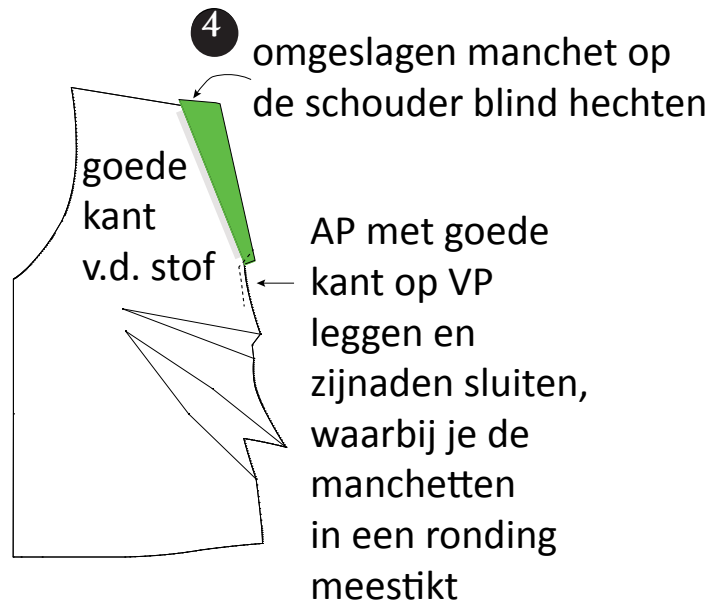 4
omgeslagen manchet op
de schouder blind hechten
goede
kant
v.d. stof
AP met goede
kant op VP
leggen en
zijnaden sluiten,
waarbij je de
manchetten
in een ronding
meestikt